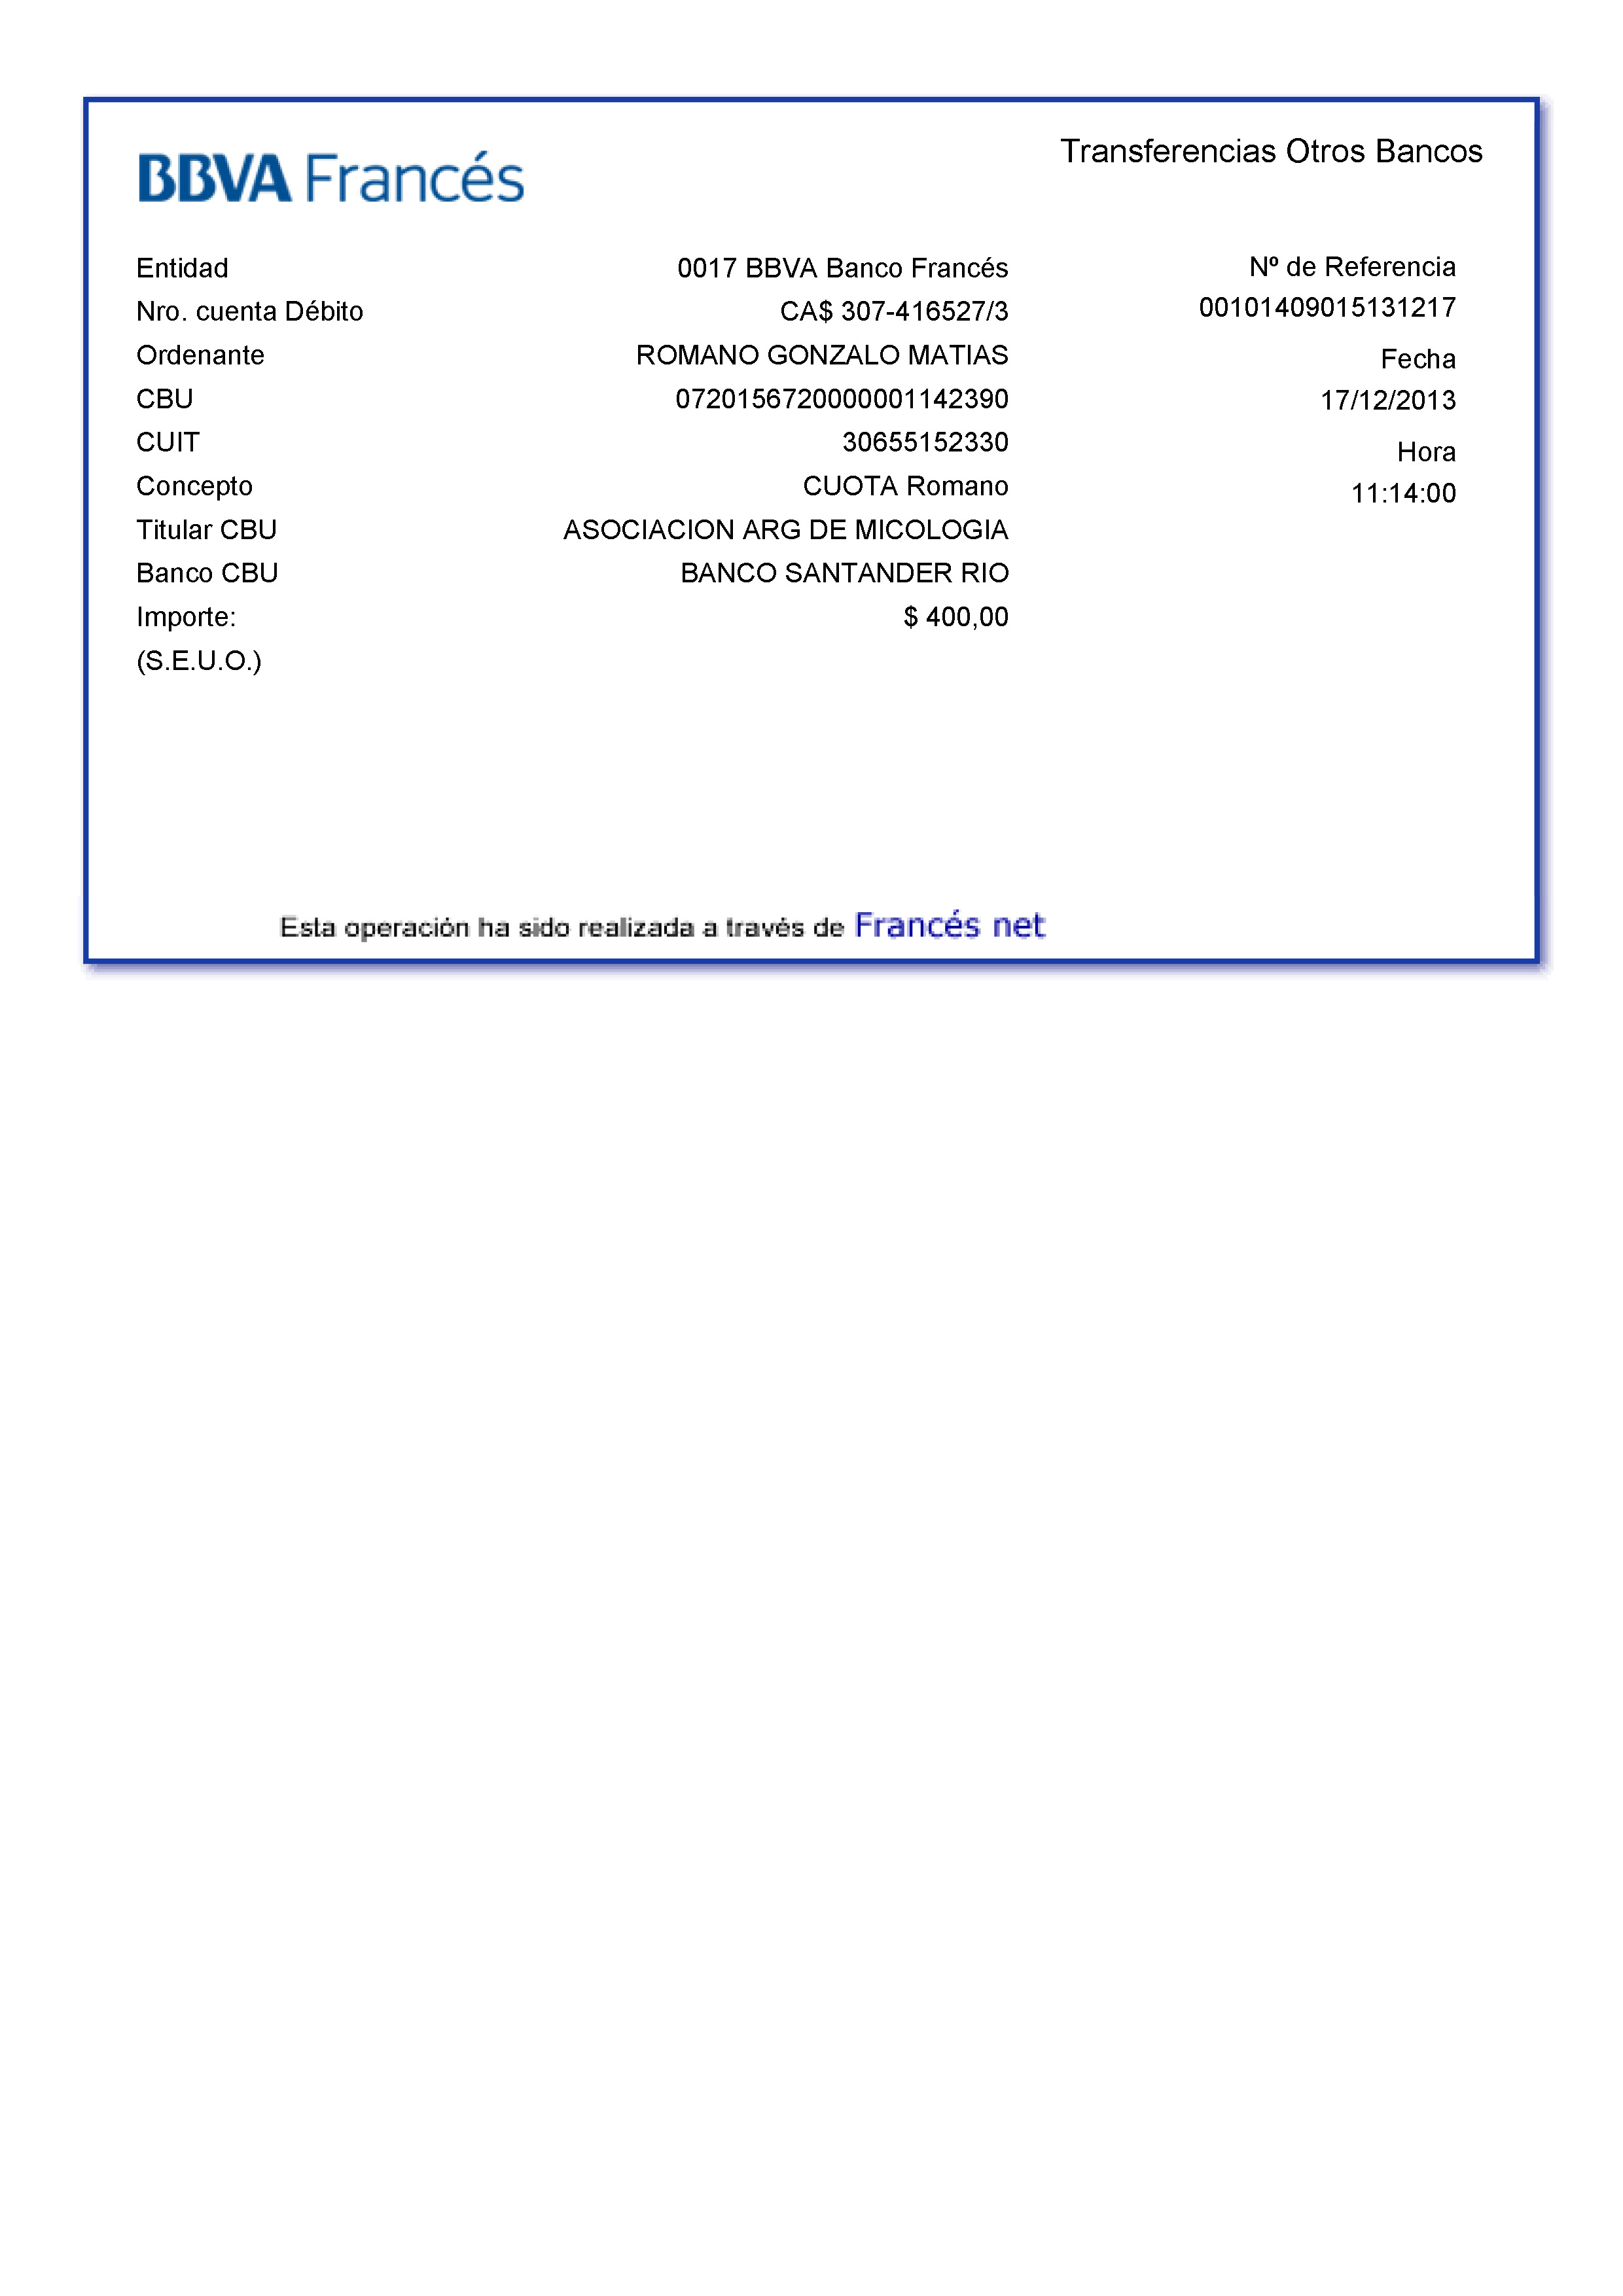 BBVA Francés
Transferencias Otros Bancos
Entidad 0017 BBVA Banco Francés
Nro. cuenta Débito CA$ 307-416527/3
Ordenante ROMANO GONZALO MATIAS
CBU 0720156720000001142390
CUIT 30655152330
Concepto CUOTA Romano
Titular CBU ASOCIACION ARG DE MICOLOGIA
Banco CBU BANCO SANTANDER RIO
Importe: $ 400,00
(S.E.U.O.)
Nº de Referencia
00101409015131217
Fecha
17/12/2013
Hora
11:14:00
Esta operación ha sido realizada a través de Francés net